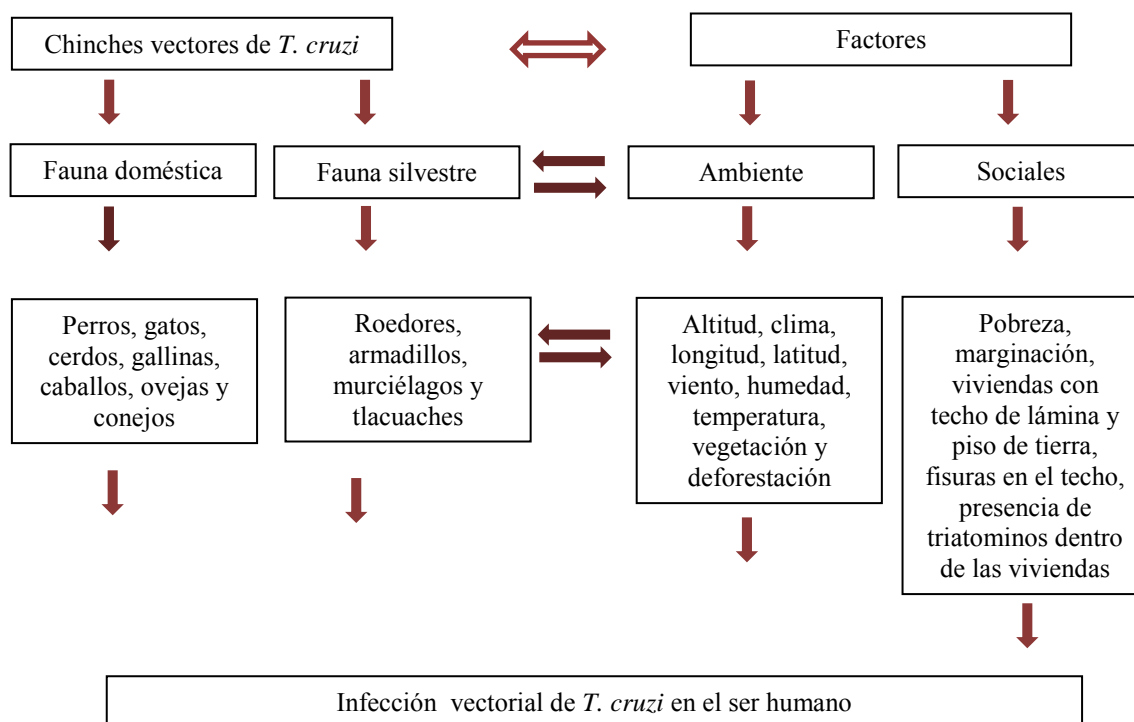 Chinches vectores de T. cruzi
Factores
Fauna doméstica
Fauna silvestre
Ambiente
Sociales
Perros, gatos,
cerdos, gallinas,
caballos, ovejas y
conejos
Roedores,
armadillos,
murciélagos y
tlacuaches
Altitud, clima,
longitud, latitud,
viento, humedad,
temperatura,
vegetación y
deforestación
Pobreza,
marginación,
viviendas con
techo de lámina y
piso de tierra,
fisuras en el techo,
presencia de
triatominos dentro
de las viviendas
Infección vectorial de T. cruzi en el ser humano